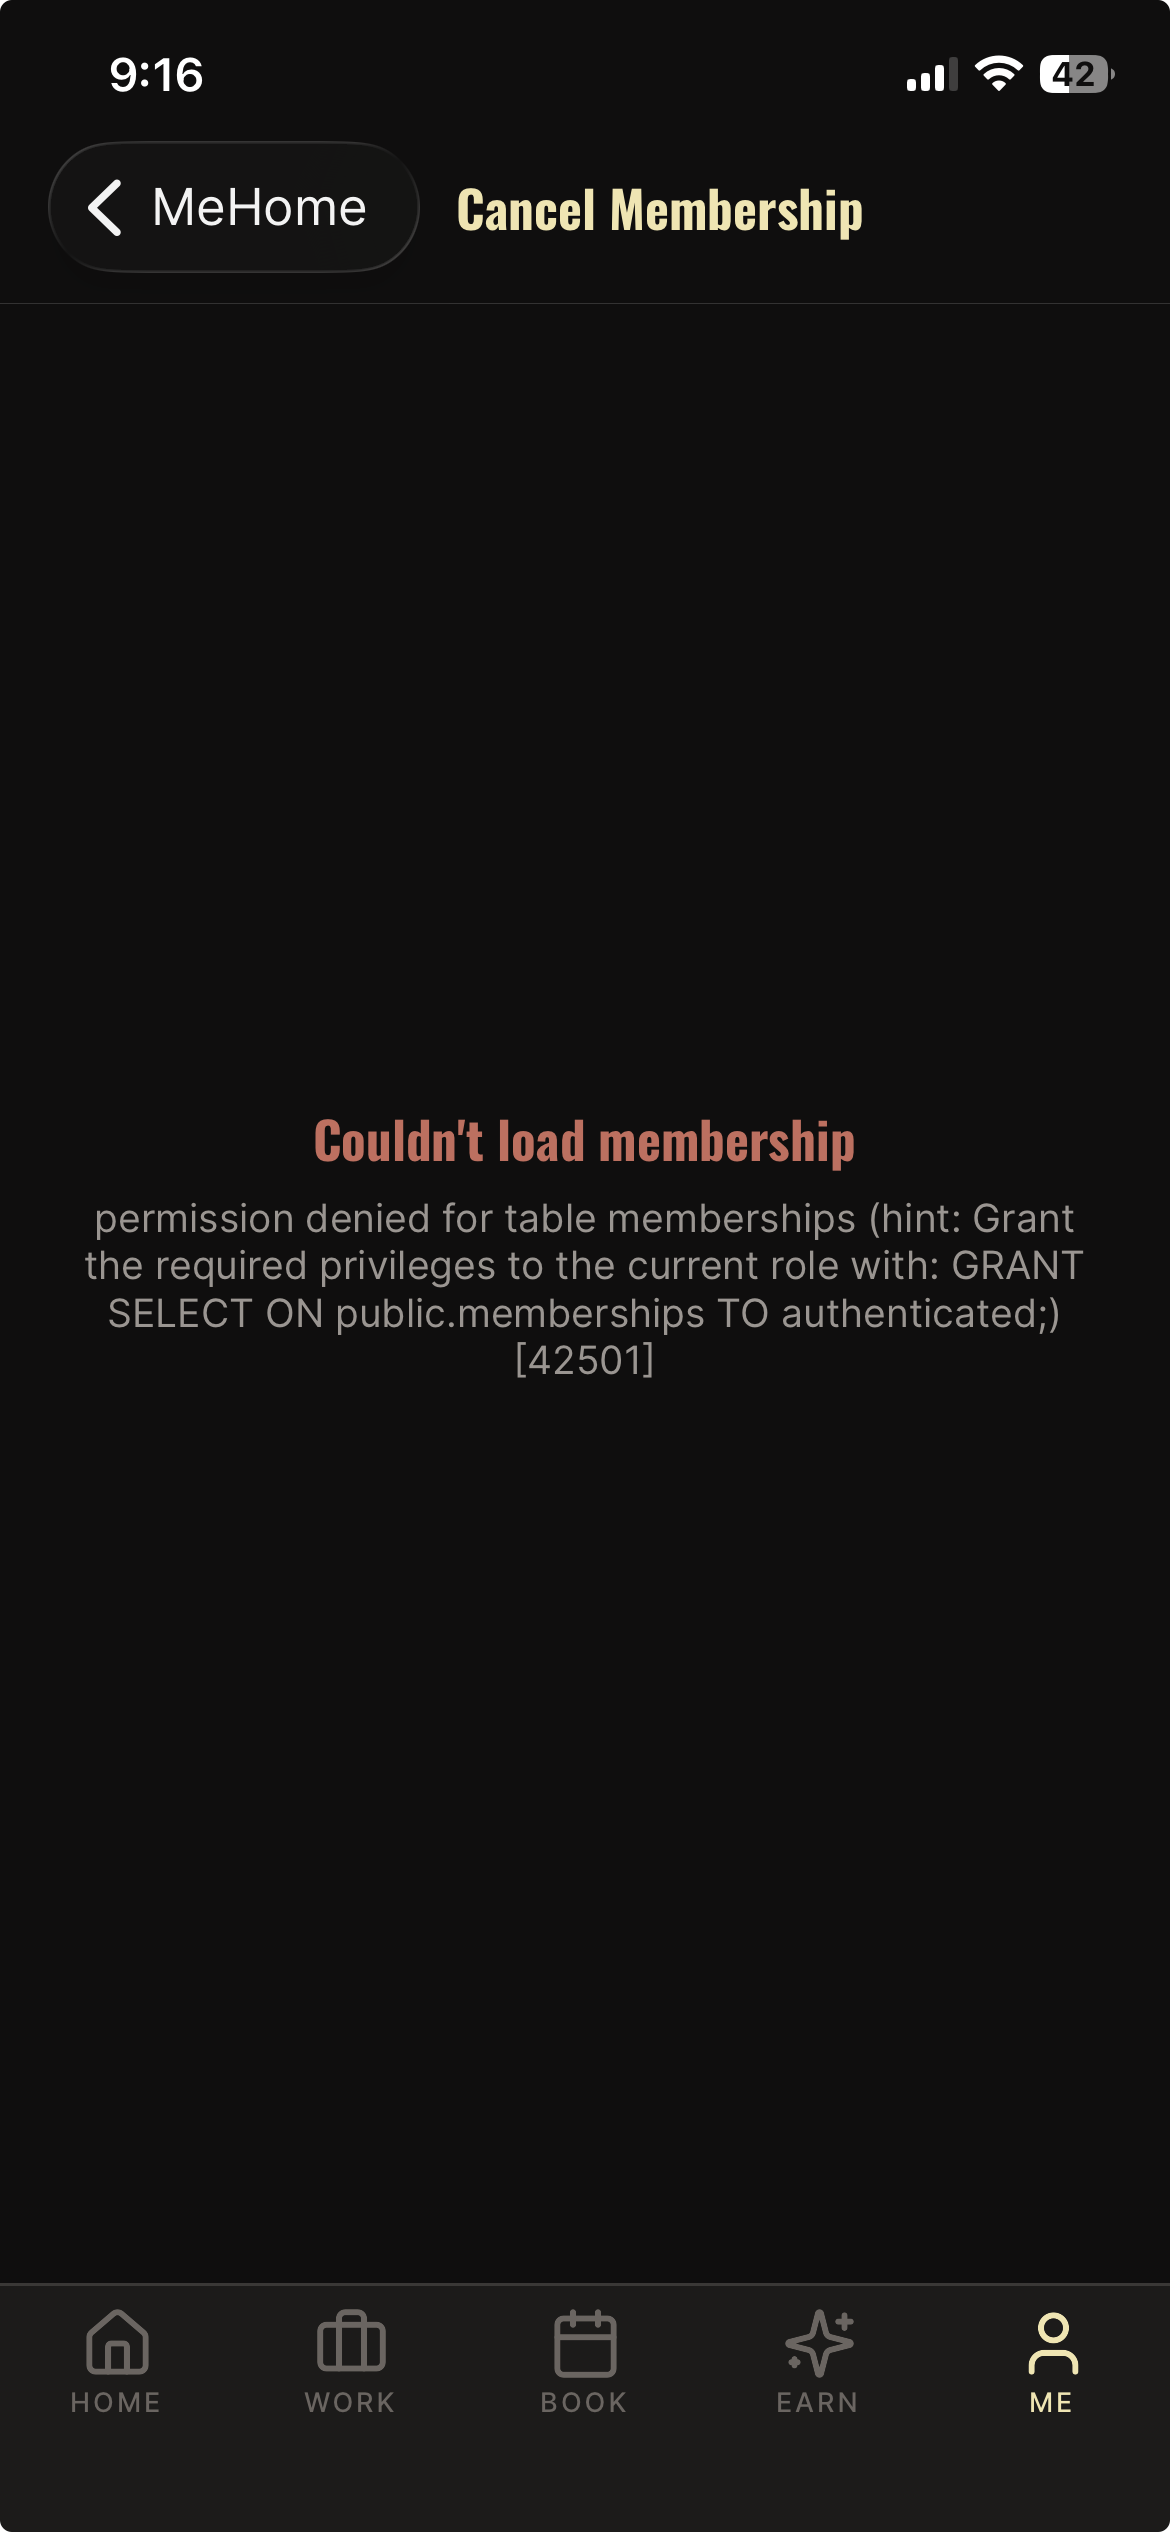 9:16
42
MeHome
Cancel Membership
Couldn't load membership
permission denied for table memberships (hint: Grant
the required privileges to the current role with: GRANT
SELECT ON public.memberships TO authenticated;)
[42501]
HOME
WORK
BOOK
EARN
ME